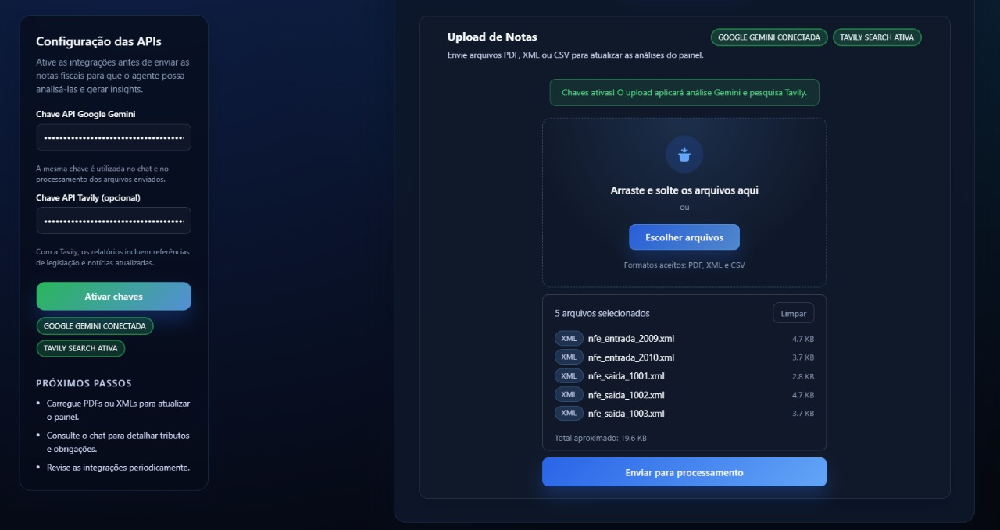 Configuração das APIs
Ative as integrações antes de enviar as
notas fiscais para que o agente possa
analisá-las e gerar insights.
Chave API Google Gemini
A mesma chave é utilizada no chat e no
processamento dos arquivos enviados.
Chave API Tavily (opcional)
Com a Tavily, os relatórios incluem referências
de legislação e notícias atualizadas.
Ativar chaves
GOOGLE GEMINI CONECTADA
TAVILY SEARCH ATIVA
PRÓXIMOS PASSOS
• Carregue PDFs ou XMLs para atualizar
o painel.
• Consulte o chat para detalhar tributos
e obrigações.
• Revise as integrações periodicamente.
Upload de Notas
GOOGLE GEMINI CONECTADA
TAVILY SEARCH ATIVA
Envie arquivos PDF, XML ou CSV para atualizar as análises do painel.
Chaves ativas! O upload aplicará análise Gemini e pesquisa Tavily.
Arraste e solte os arquivos aqui
ou
Escolher arquivos
Formatos aceitos: PDF, XML e CSV
5 arquivos selecionados
Limpar
XML nfe_entrada_2009.xml 4.7 KB
XML nfe_entrada_2010.xml 3.7 KB
XML nfe_saida_1001.xml 2.8 KB
XML nfe_saida_1002.xml 4.7 KB
XML nfe_saida_1003.xml 3.7 KB
Total aproximado: 19.6 KB
Enviar para processamento